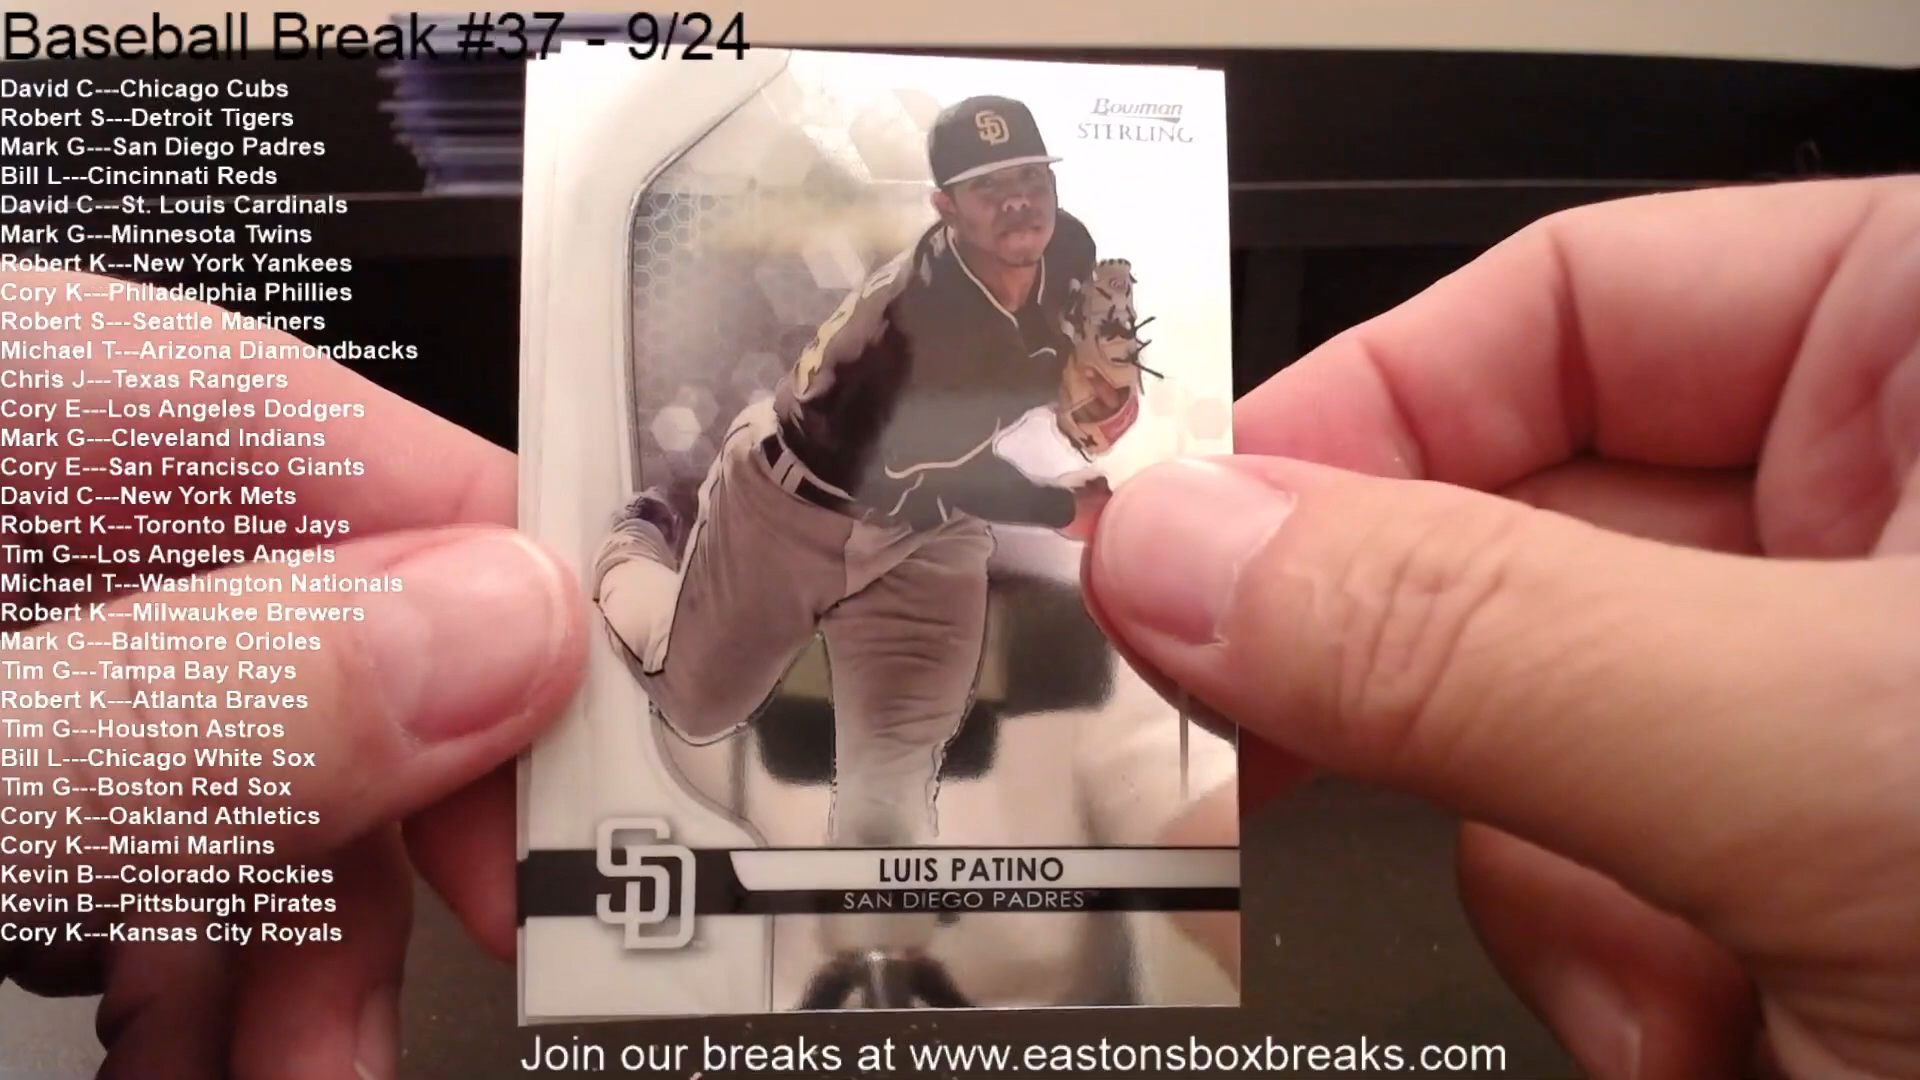 Baseball Break #37 - 9/24
David C---Chicago Cubs
Robert S---Detroit Tigers
Mark G---San Diego Padres
Bill L---Cincinnati Reds
David C---St. Louis Cardinals
Mark G---Minnesota Twins
Robert K---New York Yankees
Cory K---Philadelphia Phillies
Robert S---Seattle Mariners
Michael T---Arizona Diamondbacks
Chris J---Texas Rangers
Cory E---Los Angeles Dodgers
Mark G---Cleveland Indians
Cory E---San Francisco Giants
David C---New York Mets
Robert K---Toronto Blue Jays
Tim G---Los Angeles Angels
Michael T---Washington Nationals
Robert K---Milwaukee Brewers
Mark G---Baltimore Orioles
Tim G---Tampa Bay Rays
Robert K---Atlanta Braves
Tim G---Houston Astros
Bill L---Chicago White Sox
Tim G---Boston Red Sox
Cory K---Oakland Athletics
Cory K---Miami Marlins
Kevin B---Colorado Rockies
Kevin B---Pittsburgh Pirates
Cory K---Kansas City Royals
Bowman
STERLING
SD
SD
LUIS PATINO
SAN DIEGO PADRES
Join our breaks at www.eastonsboxbreaks.com